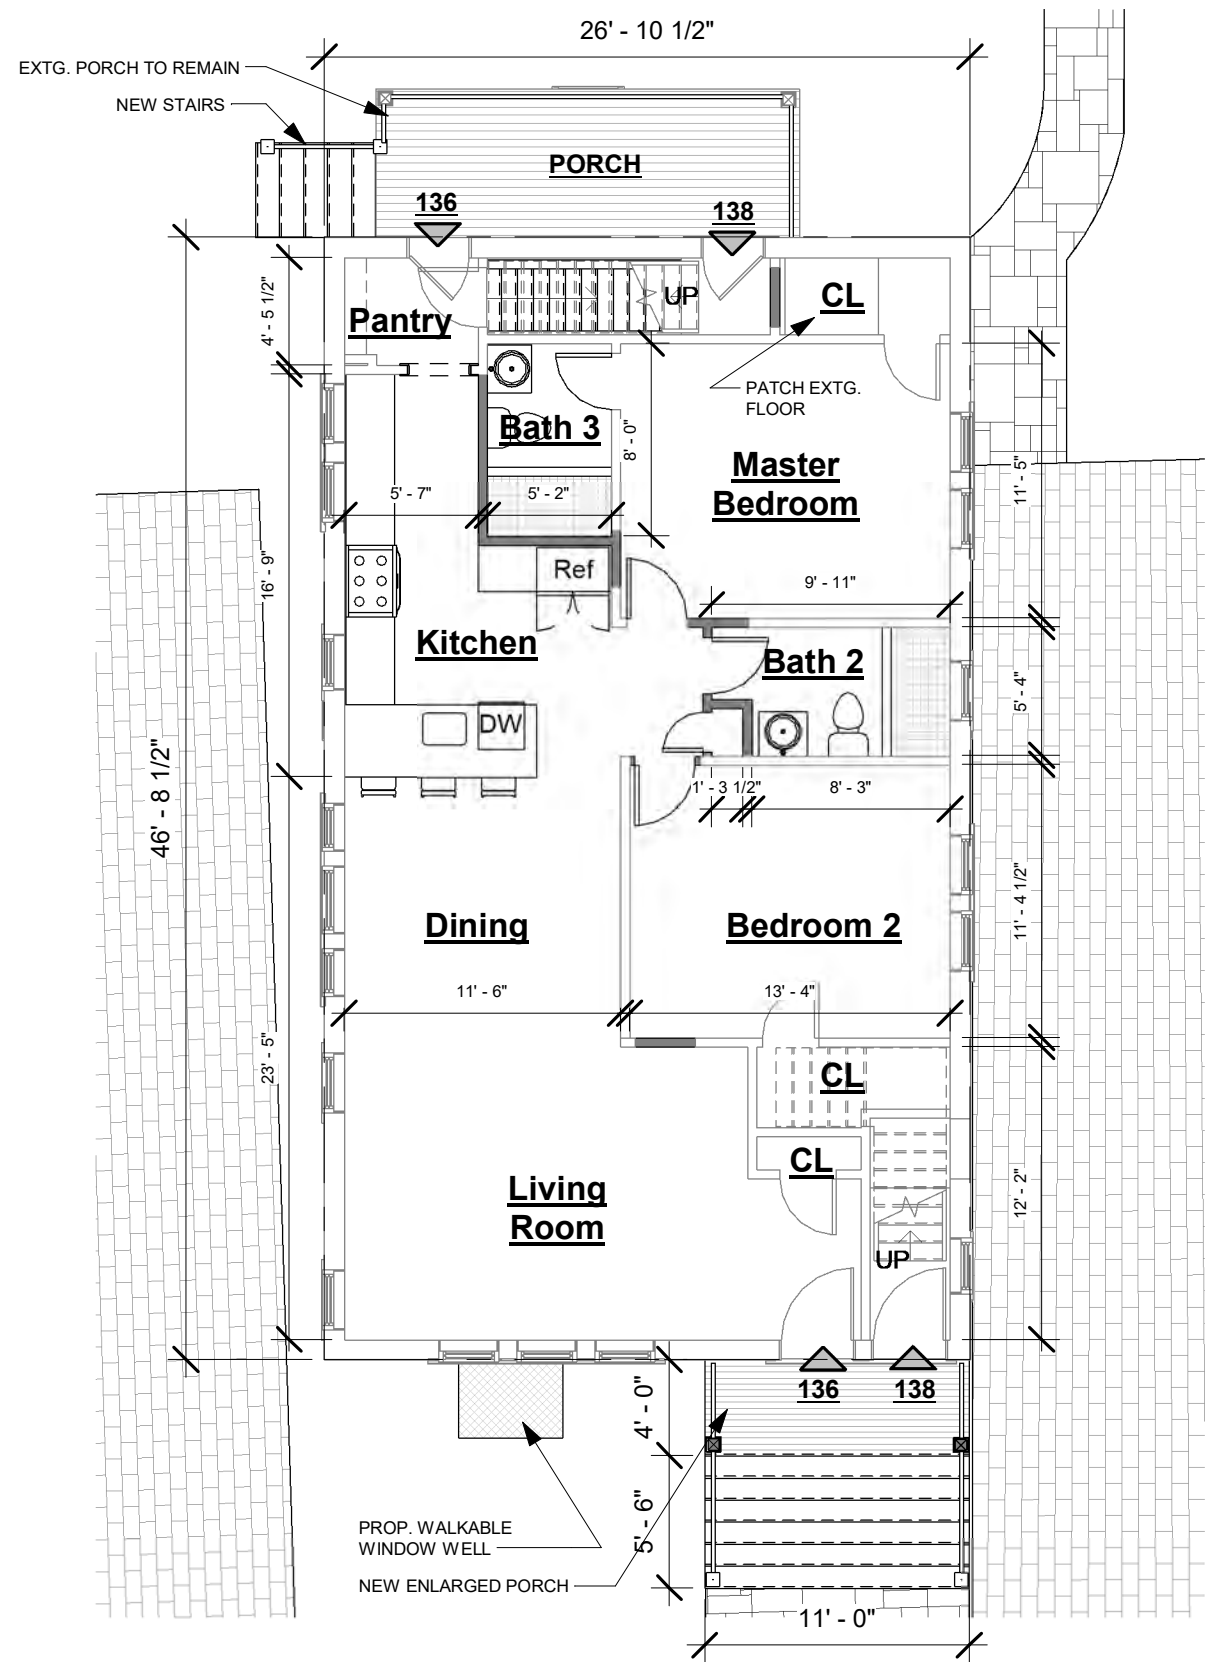 26' - 10 1/2"
EXTG. PORCH TO REMAIN
NEW STAIRS
PORCH
136
138
4' - 5 1/2"
Pantry
UP
CL
PATCH EXTG.
FLOOR
Bath 3
8' - 0"
Master
Bedroom
11' - 5"
5' - 7"
5' - 2"
16' - 9"
Ref
9' - 11"
Kitchen
Bath 2
5' - 4"
DW
46' - 8 1/2"
1' - 3 1/2"
8' - 3"
Dining
Bedroom 2
11' - 4 1/2"
11' - 6"
13' - 4"
23' - 5"
CL
CL
Living
Room
12' - 2"
UP
136
138
4' - 0"
5' - 6"
PROP. WALKABLE
WINDOW WELL
NEW ENLARGED PORCH
11' - 0"